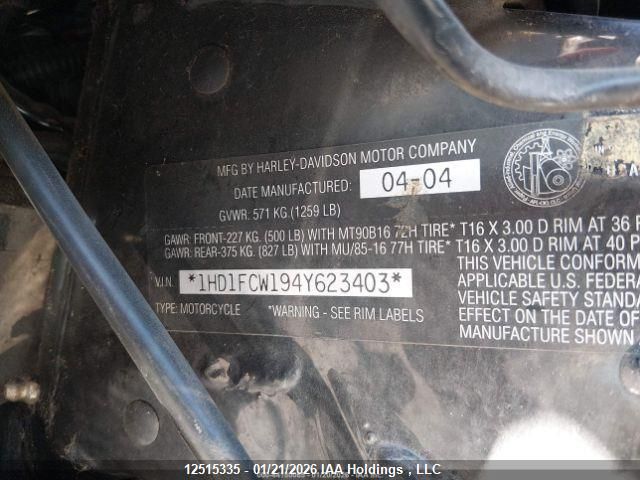 MFG BY HARLEY-DAVIDSON MOTOR COMPANY
DATE MANUFACTURED: 04-04
GVWR: 571 KG (1259 LB)
GAWR: FRONT-227 KG. (500 LB) WITH MT90B16 72H TIRE* T16 X 3.00 D RIM AT 36 P
GAWR: REAR-375 KG. (827 LB) WITH MU/85-16 77H TIRE* T16 X 3.00 D RIM AT 40 P
THIS VEHICLE CONFORM
V.I.N. *1HD1FCW194Y623403*
APPLICABLE U.S. FEDERA
VEHICLE SAFETY STANDA
TYPE: MOTORCYCLE *WARNING - SEE RIM LABELS
EFFECT ON THE DATE OF
MANUFACTURE SHOWN
12515335 - 01/21/2026 IAA Holdings , LLC